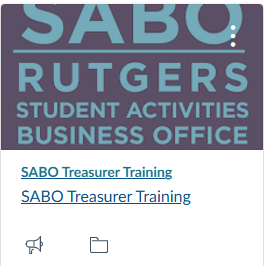 SABO
RUTGERS
STUDENT ACTIVITIES
BUSINESS OFFICE
SABO Treasurer Training
SABO Treasurer Training